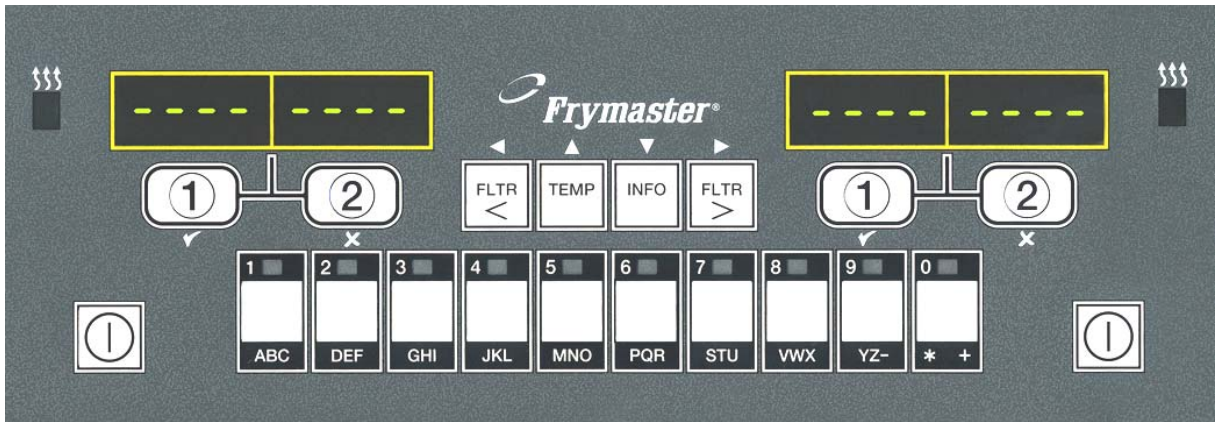 ---- ---- ---- ----
Frymaster®
FLTR TEMP INFO FLTR
< >
1 2 1 2
✓ × ✓ ×
1 2 3 4 5 6 7 8 9 0
ABC DEF GHI JKL MNO PQR STU VWX YZ- * +